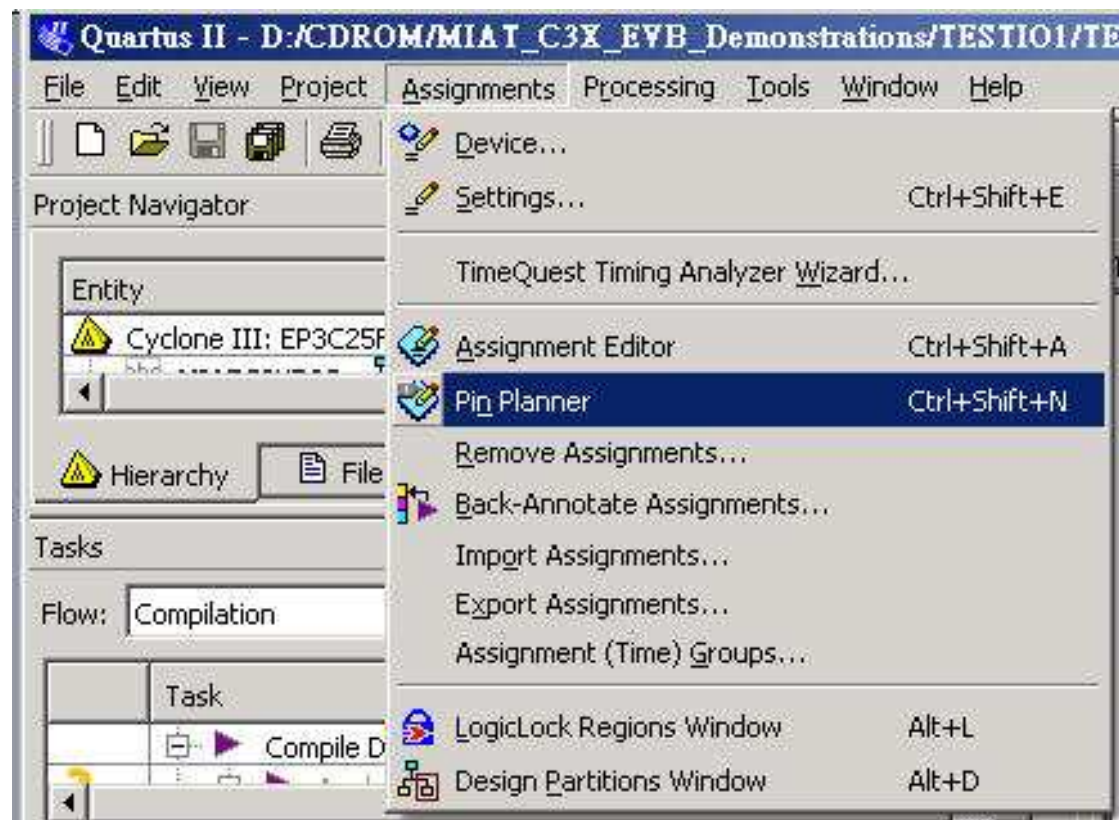 Quartus II - D:/CDROM/MIAT_C3X_EVB_Demonstrations/TESTIO1/TE
File Edit View Project Assignments Processing Tools Window Help
Device...
Settings... Ctrl+Shift+E
Project Navigator
TimeQuest Timing Analyzer Wizard...
Entity
Cyclone III: EP3C25F
Assignment Editor Ctrl+Shift+A
Pin Planner Ctrl+Shift+N
Remove Assignments...
Hierarchy File
Back-Annotate Assignments...
Tasks
Import Assignments...
Flow: Compilation
Export Assignments...
Assignment (Time) Groups...
Task
LogicLock Regions Window Alt+L
Compile D
Design Partitions Window Alt+D